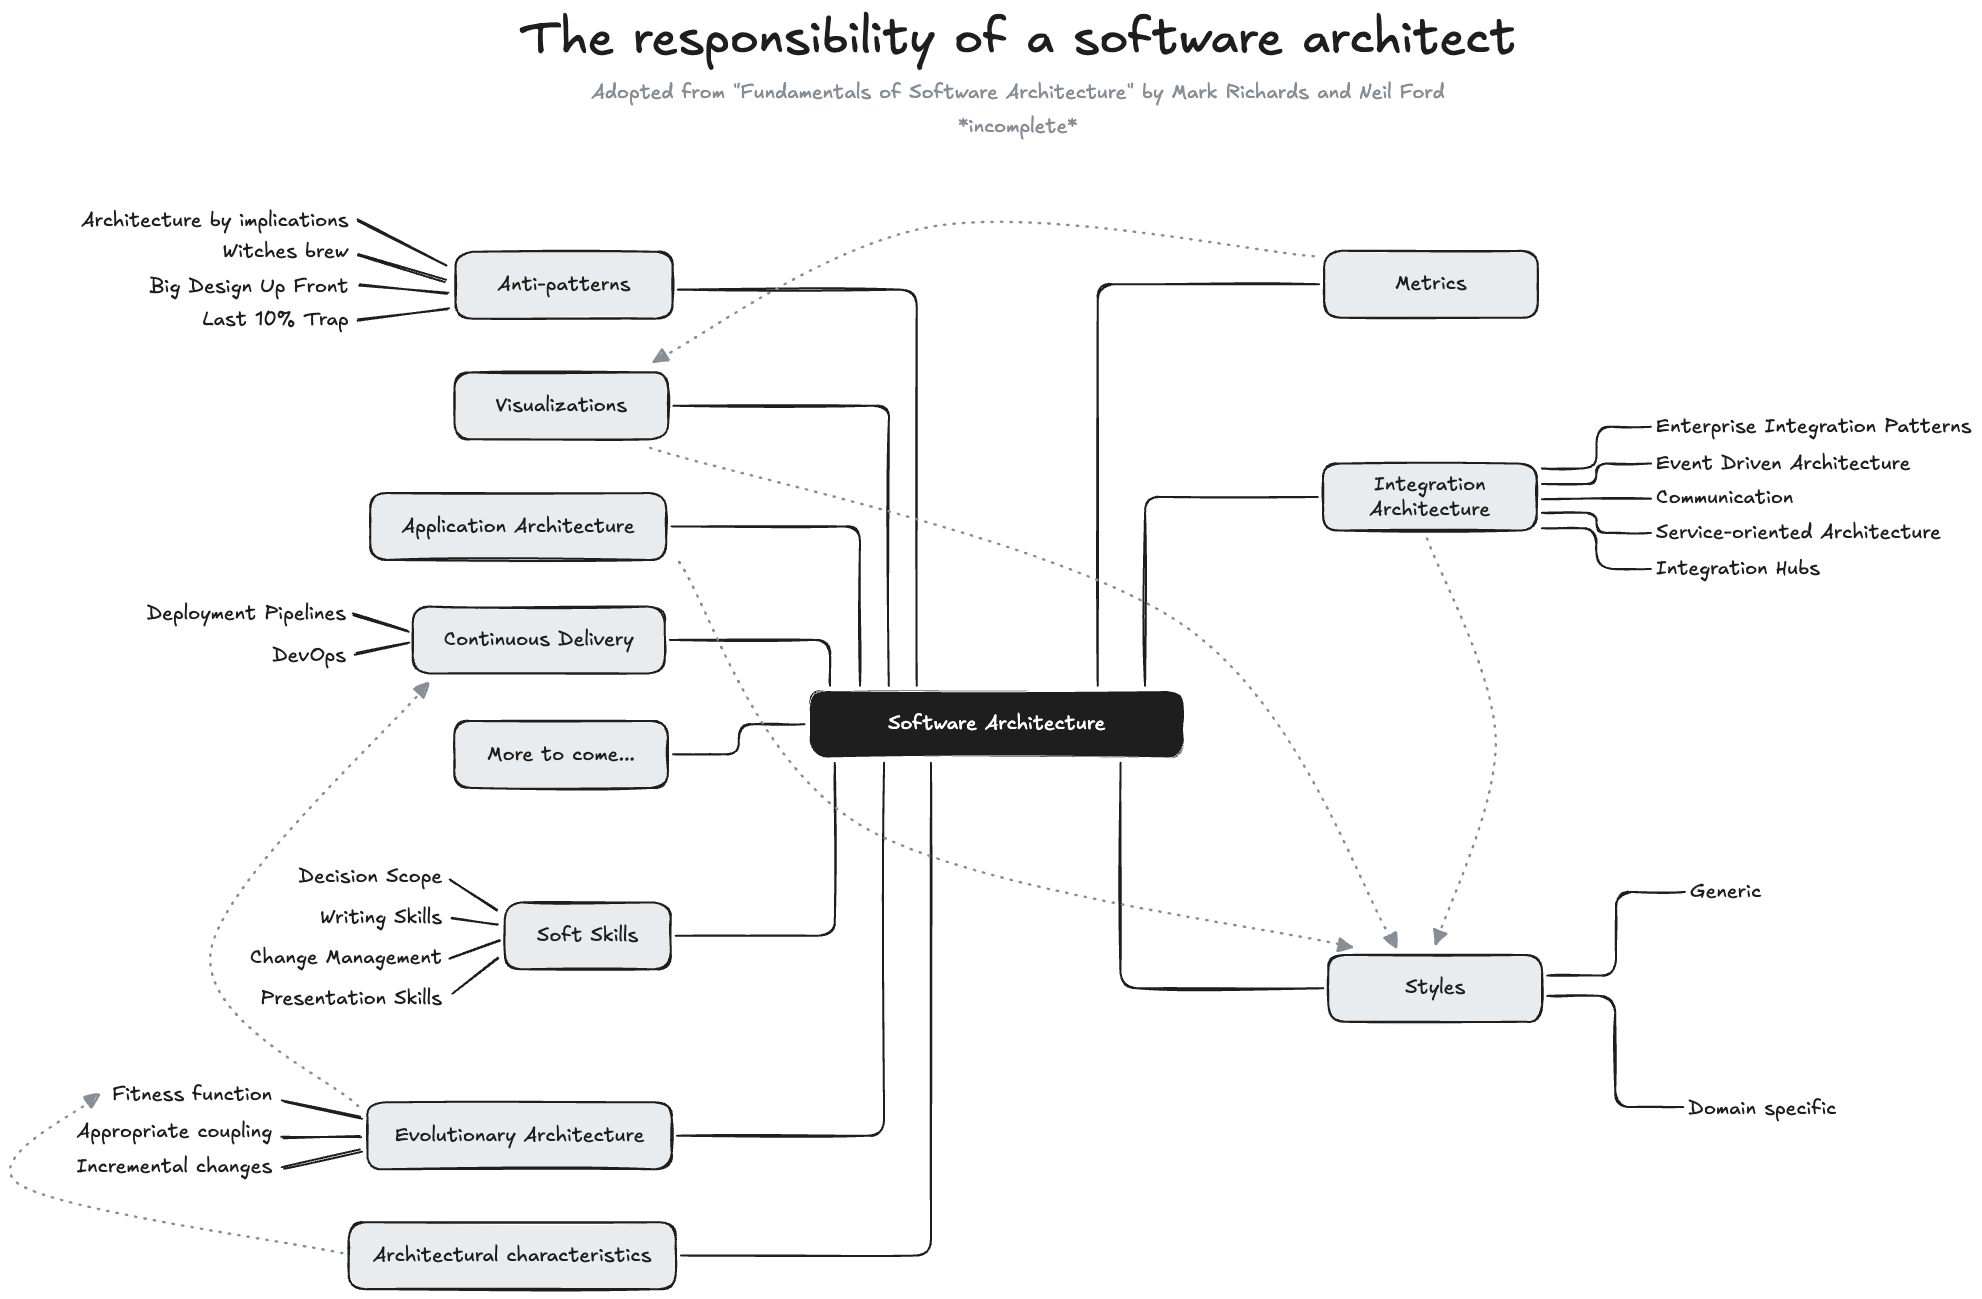 The responsibility of a software architect
Adopted from "Fundamentals of Software Architecture" by Mark Richards and Neil Ford
*incomplete*
Architecture by implications
Witches brew
Big Design Up Front
Last 10% Trap
Anti-patterns
Visualizations
Application Architecture
Deployment Pipelines
DevOps
Continuous Delivery
More to come...
Decision Scope
Writing Skills
Change Management
Presentation Skills
Soft Skills
Fitness function
Appropriate coupling
Incremental changes
Evolutionary Architecture
Architectural characteristics
Software Architecture
Metrics
Integration
Architecture
Enterprise Integration Patterns
Event Driven Architecture
Communication
Service-oriented Architecture
Integration Hubs
Styles
Generic
Domain specific